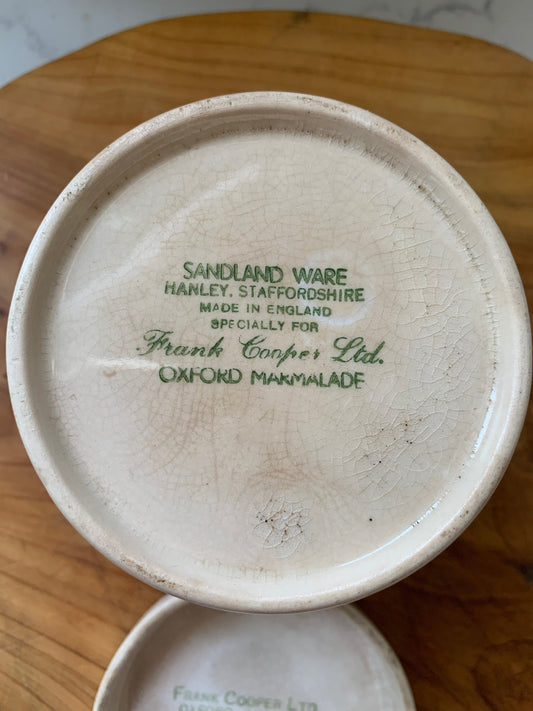 SANDLAND WARE
HANLEY, STAFFORDSHIRE
MADE IN ENGLAND
SPECIALLY FOR
Frank Cooper Ltd.
OXFORD MARMALADE
FRANK COOPER LTD